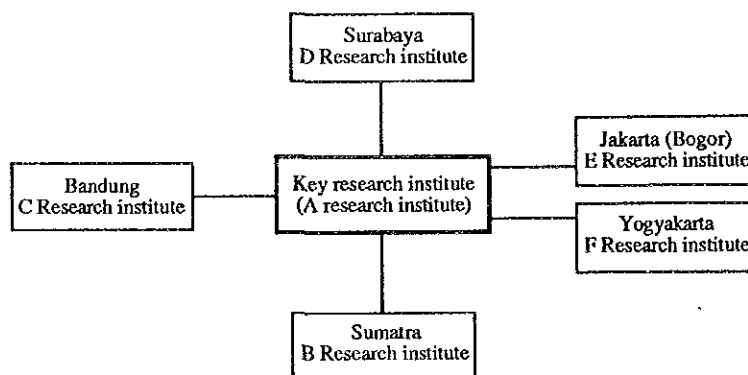 Surabaya
D Research institute
Jakarta (Bogor)
E Research institute
Bandung
C Research institute
Key research institute
(A research institute)
Yogyakarta
F Research institute
Sumatra
B Research institute